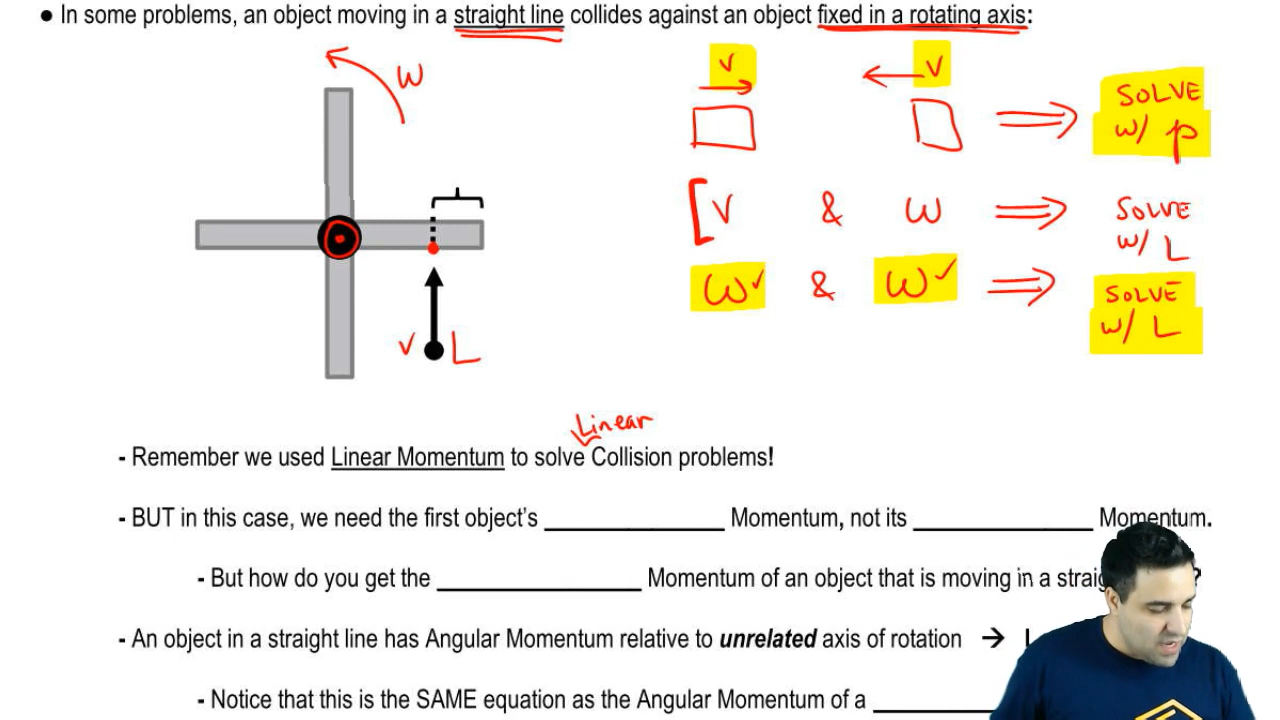 ● In some problems, an object moving in a straight line collides against an object fixed in a rotating axis:
ω
v
v
SOLVE
w/ p
[ v & ω ⇒ SOLVE
w/ L
ω✓ & ω✓ ⇒ SOLVE
w/ L
v L
Linear
- Remember we used Linear Momentum to solve Collision problems!
- BUT in this case, we need the first object's ____________ Momentum, not its ____________ Momentum.
- But how do you get the ______________ Momentum of an object that is moving in a ?
- An object in a straight line has Angular Momentum relative to unrelated axis of rotation →
- Notice that this is the SAME equation as the Angular Momentum of a ________